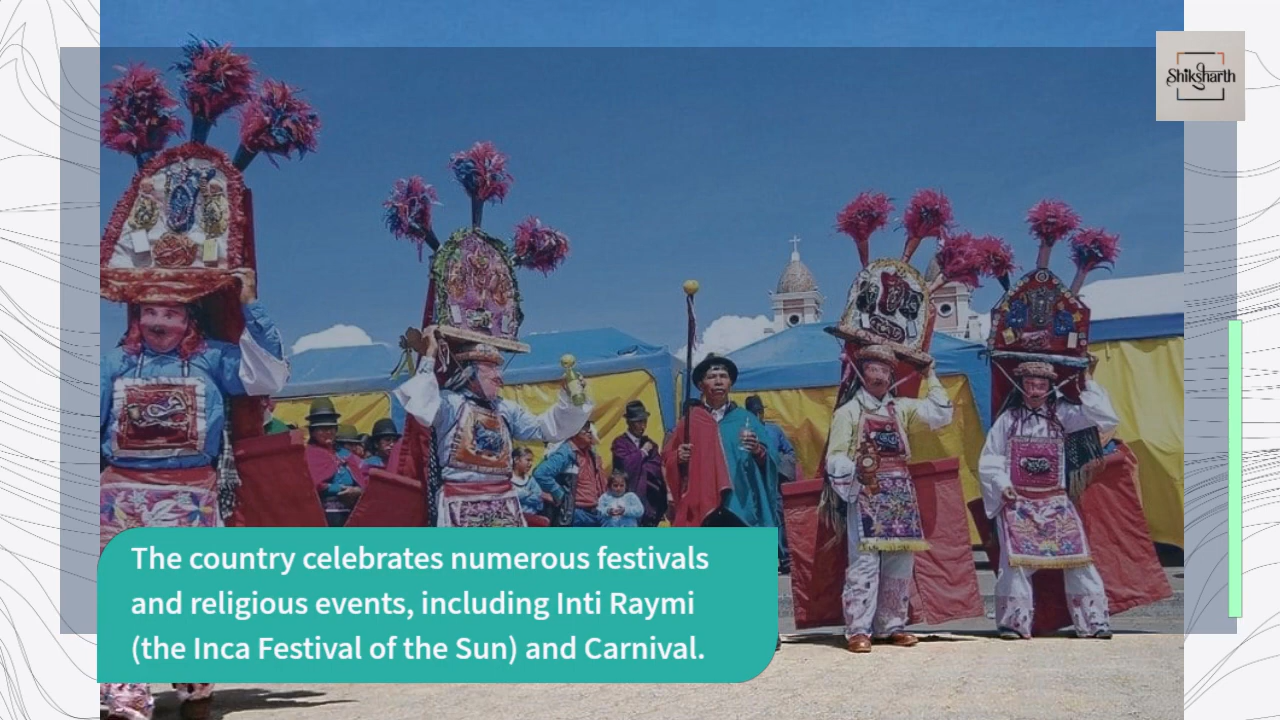 Shiksharth
The country celebrates numerous festivals
and religious events, including Inti Raymi
(the Inca Festival of the Sun) and Carnival.